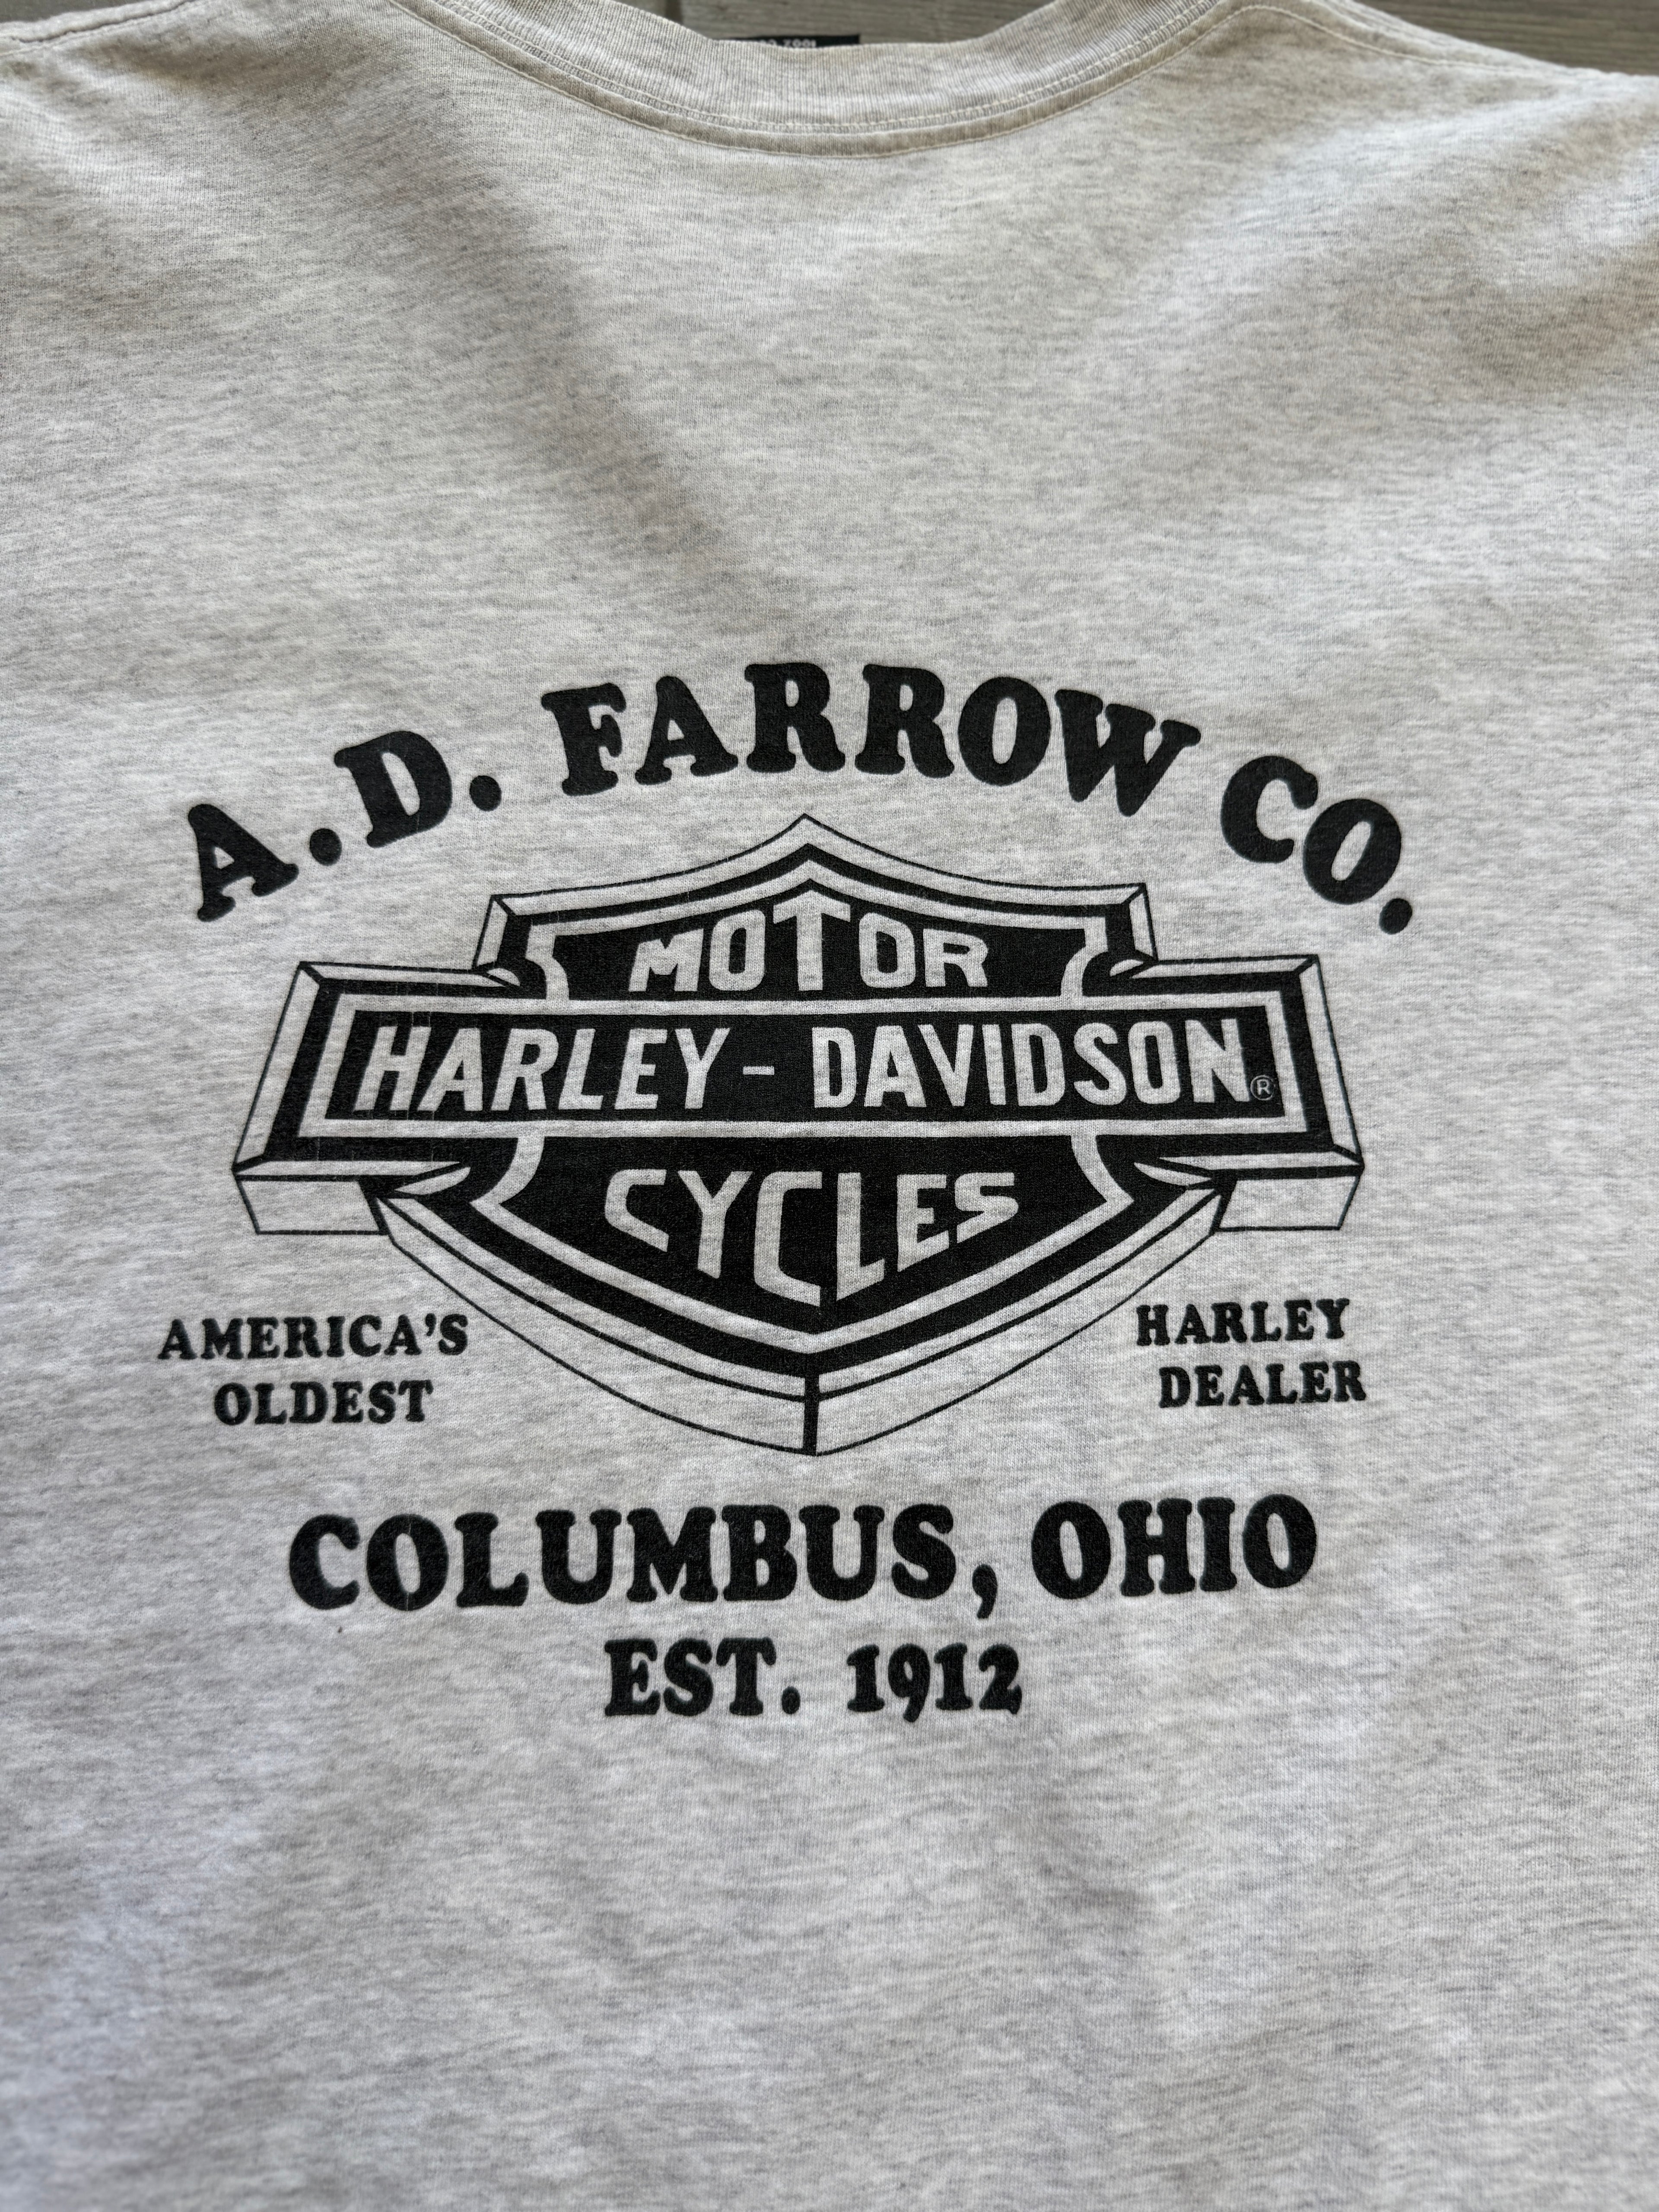 A.D. FARROW CO.
MOTOR
HARLEY-DAVIDSON®
CYCLES
AMERICA'S
OLDEST
HARLEY
DEALER
COLUMBUS, OHIO
EST. 1912